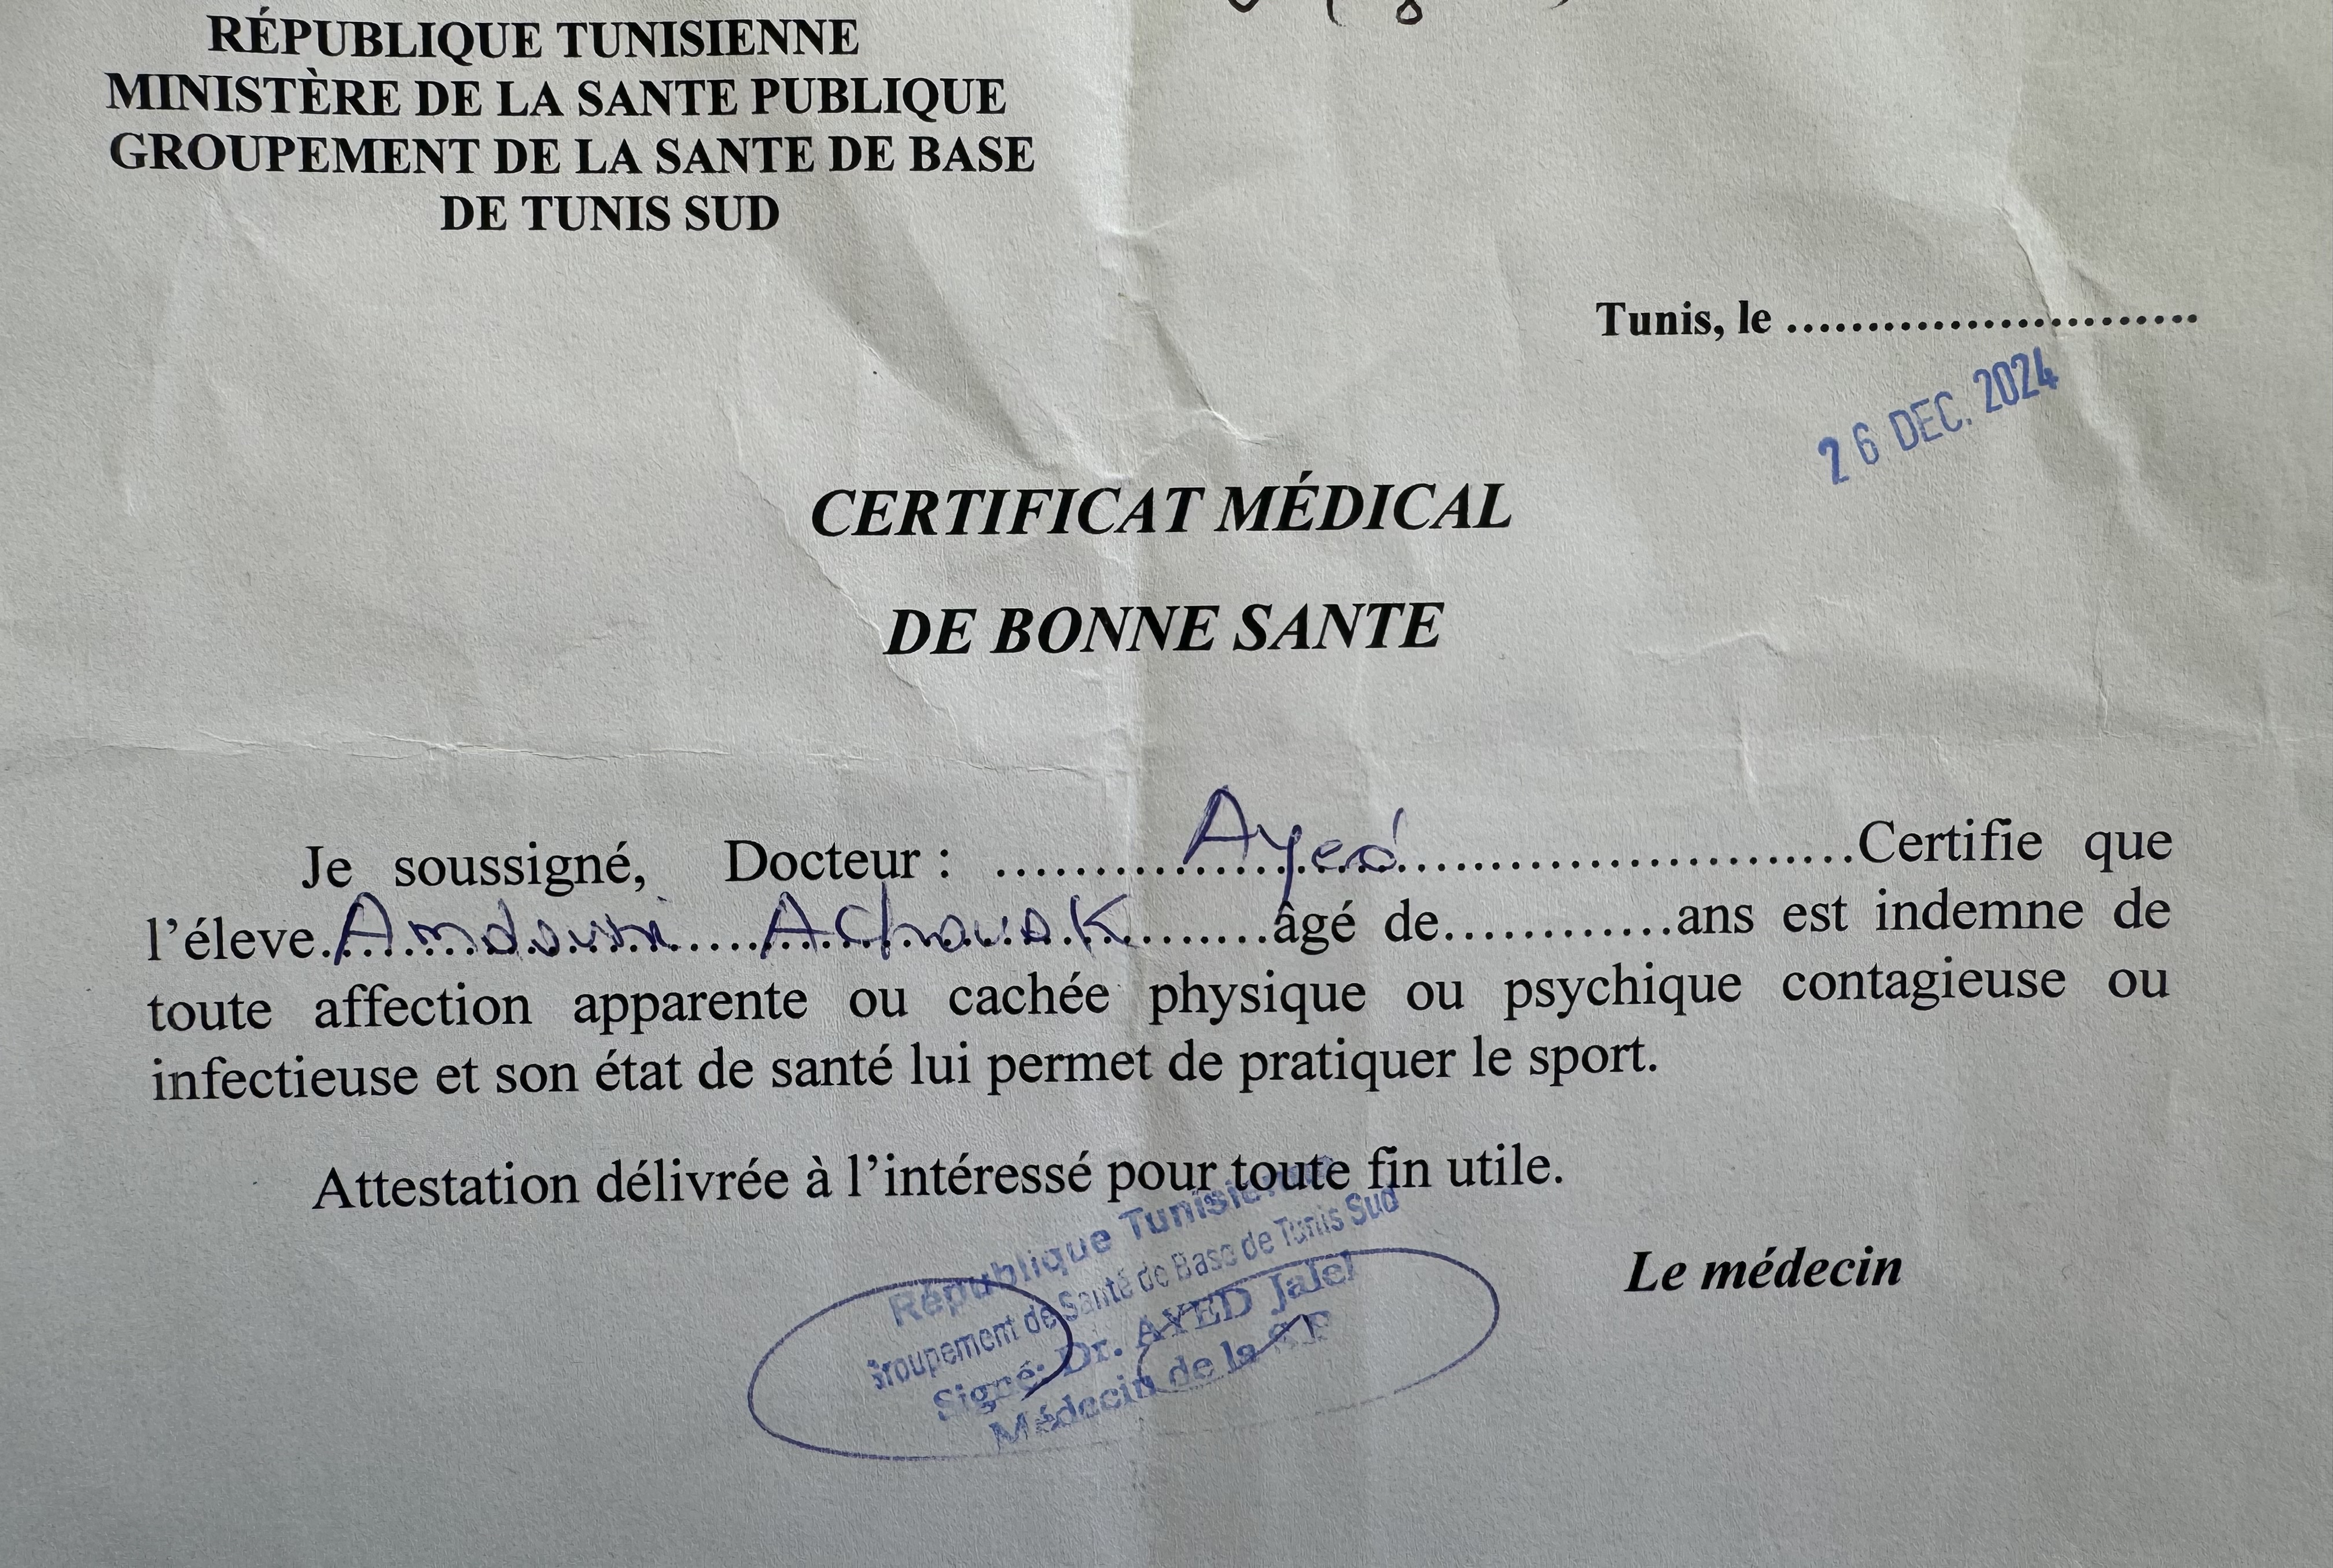 RÉPUBLIQUE TUNISIENNE
MINISTÈRE DE LA SANTE PUBLIQUE
GROUPEMENT DE LA SANTE DE BASE
DE TUNIS SUD
Tunis, le ..........................
26 DEC. 2024
CERTIFICAT MÉDICAL
DE BONNE SANTE
Je soussigné, Docteur : ...........Ayed..............................Certifie que
l'éleve.Amdouni.....AChouaK.........âgé de............ans est indemne de
toute affection apparente ou cachée physique ou psychique contagieuse ou
infectieuse et son état de santé lui permet de pratiquer le sport.
Attestation délivrée à l'intéressé pour toute fin utile.
Le médecin
République Tunisienne
Groupement de Santé de Base de Tunis Sud
Signé: Dr. AYED Jalel
Médecin de la S.P